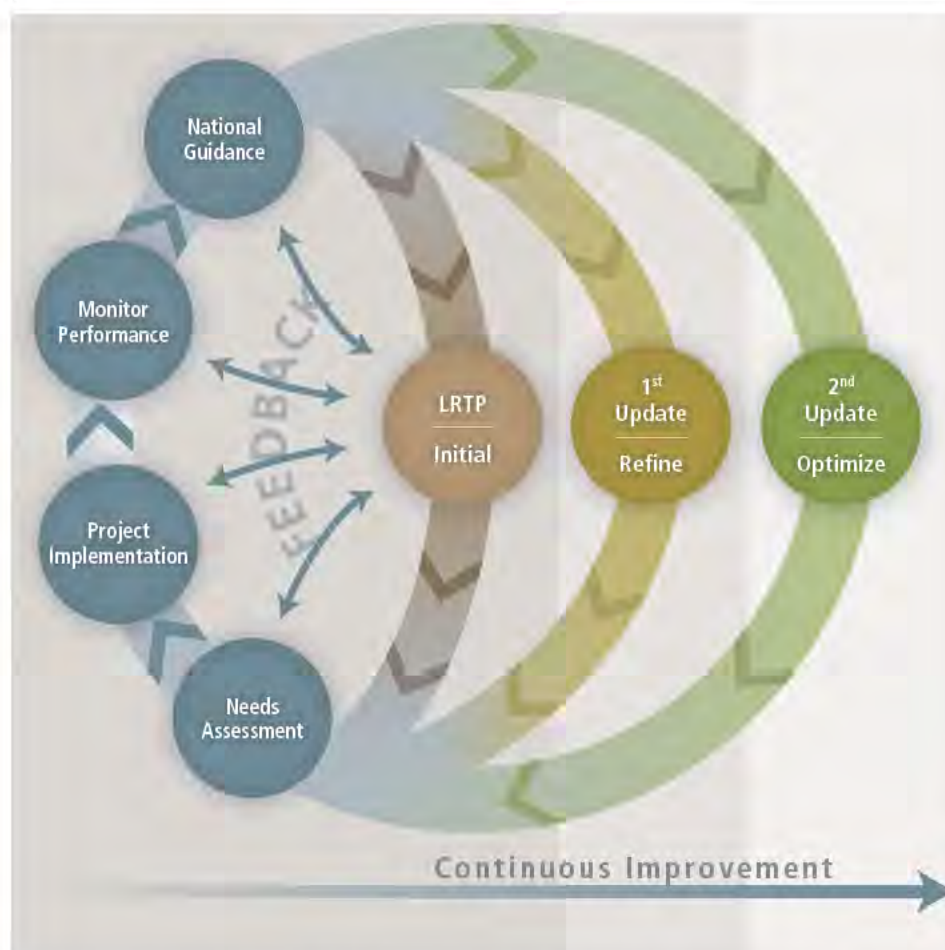 National
Guidance
Monitor
Performance
Project
Implementation
Needs
Assessment
FEEDBACK
LRTP
Initial
1st
Update
Refine
2nd
Update
Optimize
Continuous Improvement